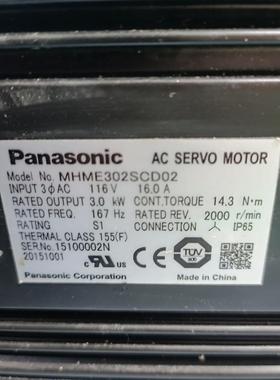 Panasonic AC SERVO MOTOR
Model No. MHME302SCD02
INPUT 3ϕAC 116 V 16.0 A
RATED OUTPUT 3.0 kW CONT.TORQUE 14.3 N·m
RATED FREQ. 167 Hz RATED REV. 2000 r/min
RATING S1 CONNECTION 人 IP65
THERMAL CLASS 155(F)
SER.No. 15100002N
20151001
Panasonic Corporation Made in China